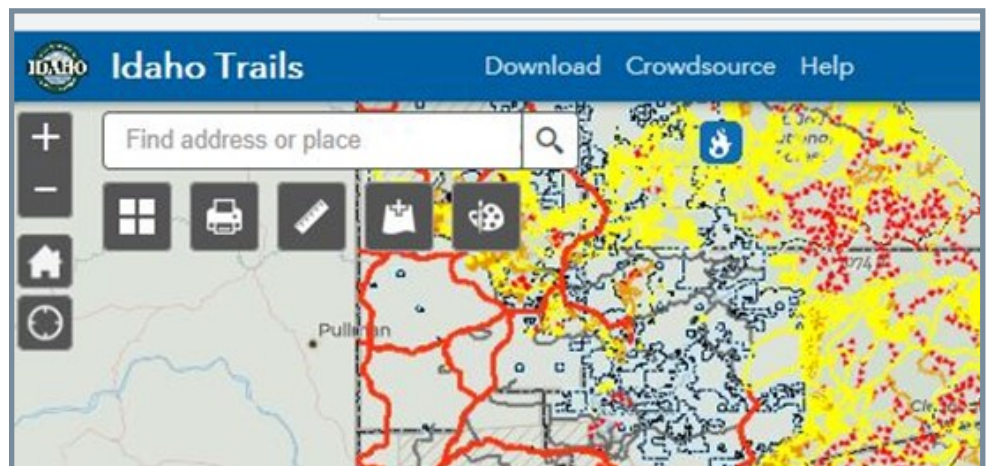 IDAHO
Idaho Trails
Download
Crowdsource
Help
Find address or place
Pullman